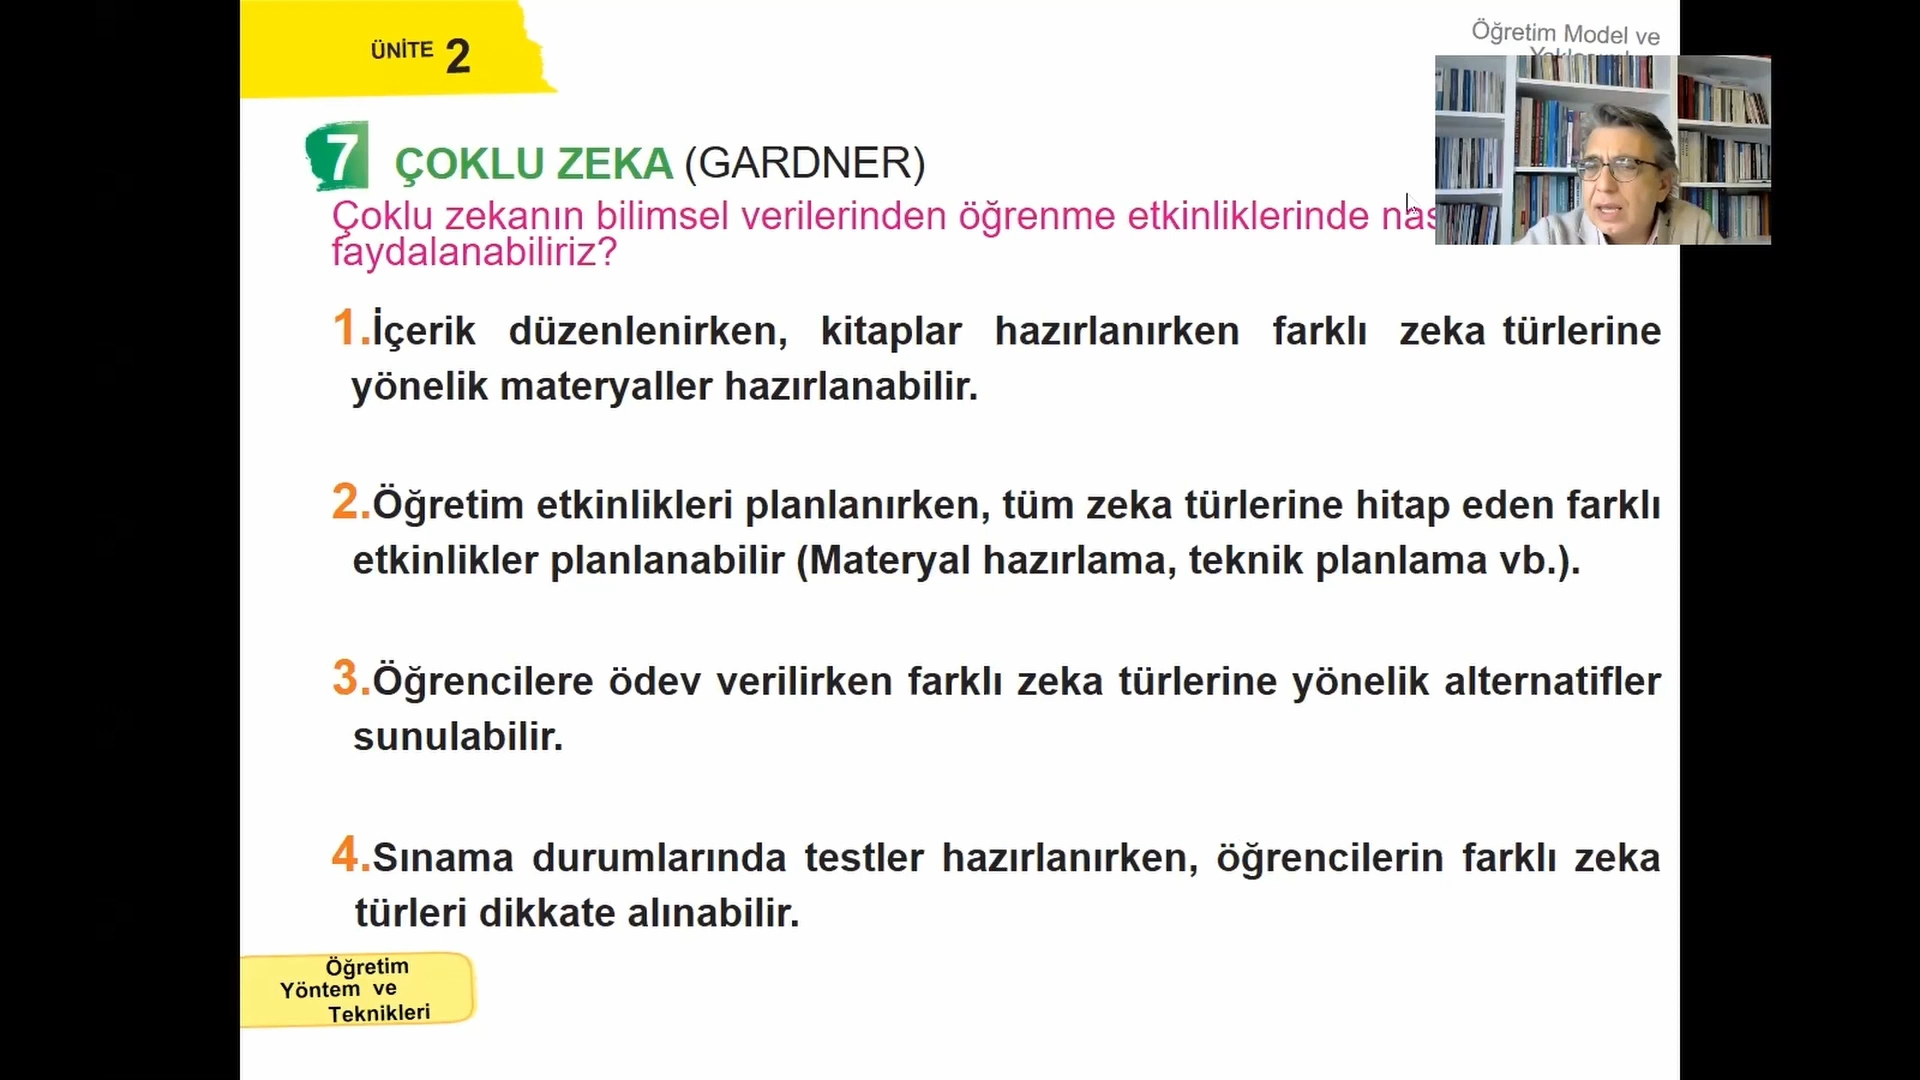 ÜNİTE 2
Öğretim Model ve
7 ÇOKLU ZEKA (GARDNER)
Çoklu zekanın bilimsel verilerinden öğrenme etkinliklerinde
faydalanabiliriz?
1.İçerik düzenlenirken, kitaplar hazırlanırken farklı zeka türlerine
yönelik materyaller hazırlanabilir.
2.Öğretim etkinlikleri planlanırken, tüm zeka türlerine hitap eden farklı
etkinlikler planlanabilir (Materyal hazırlama, teknik planlama vb.).
3.Öğrencilere ödev verilirken farklı zeka türlerine yönelik alternatifler
sunulabilir.
4.Sınama durumlarında testler hazırlanırken, öğrencilerin farklı zeka
türleri dikkate alınabilir.
Öğretim
Yöntem ve
Teknikleri